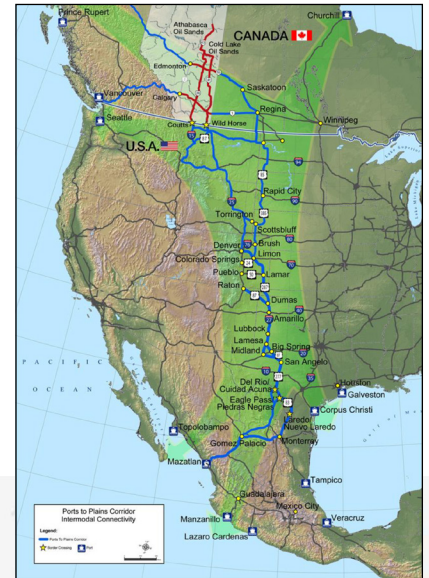 Prince Rupert
Churchill
Athabasca
Oil Sands
CANADA
Cold Lake
Oil Sands
Edmonton
Saskatoon
Vancouver
Calgary
Regina
Coutts
Wild Horse
Winnipeg
Seattle
U.S.A.
Rapid City
Torrington
Scottsbluff
Denver
Brush
Limon
Colorado Springs
Pueblo
Lamar
Raton
Dumas
Amarillo
Lubbock
Lamesa
Big Spring
Midland
San Angelo
Del Rio/
Cuidad Acuna
Houston
Eagle Pass
Piedras Negras
Galveston
Corpus Christi
Laredo
Nuevo Laredo
PACIFIC
OCEAN
Topolobampo
Gomez Palacio
Monterray
Mazatlan
Tampico
Guadalajara
Mexico City
Manzanillo
Veracruz
Lazaro Cardenas
Ports to Plains Corridor
Intermodal Connectivity
Legend:
Ports To Plains Corridor
Border Crossing
Port